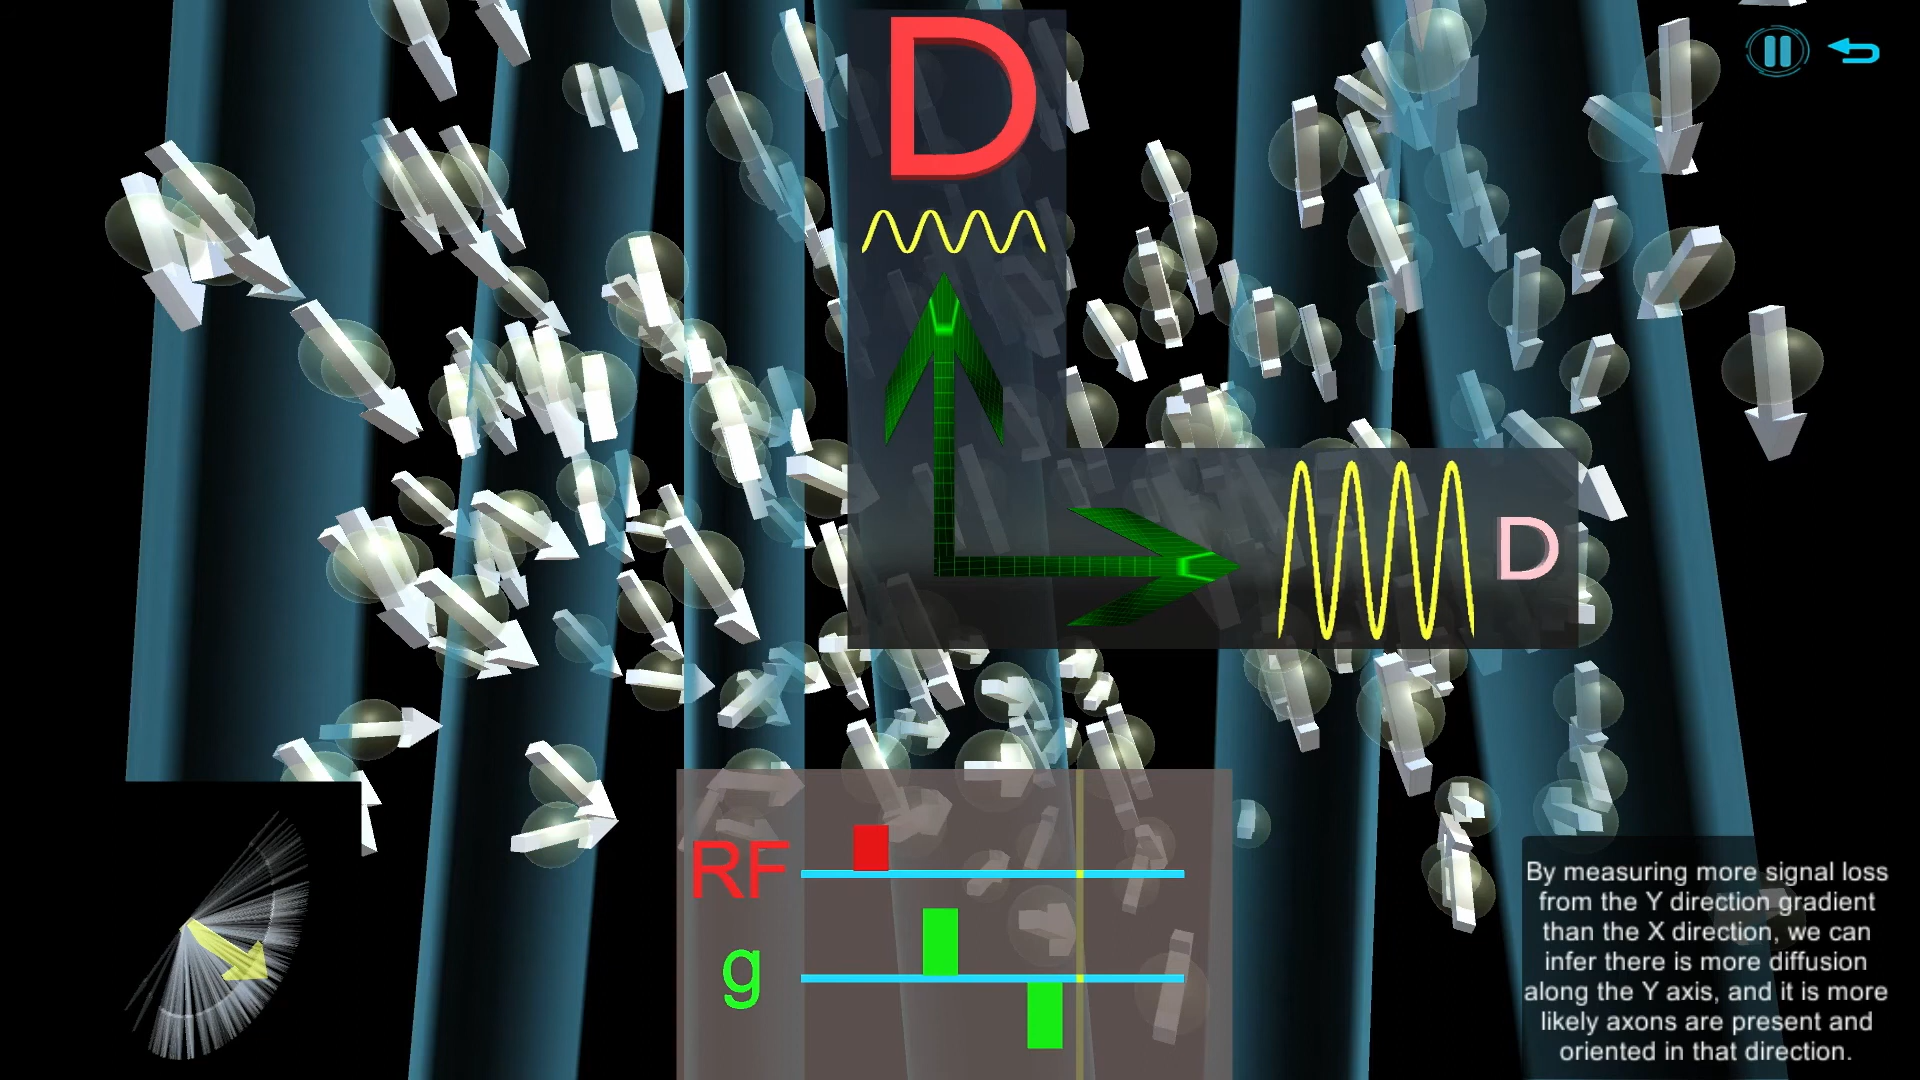 D
D
RF
g
By measuring more signal loss
from the Y direction gradient
than the X direction, we can
infer there is more diffusion
along the Y axis, and it is more
likely axons are present and
oriented in that direction.